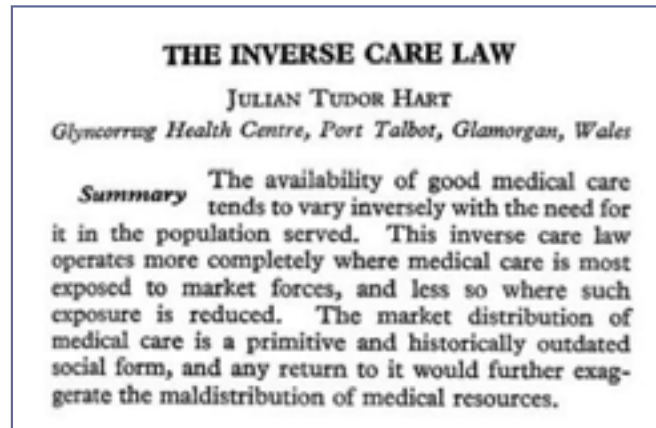 THE INVERSE CARE LAW
JULIAN TUDOR HART
Glyncorrwg Health Centre, Port Talbot, Glamorgan, Wales
Summary The availability of good medical care
tends to vary inversely with the need for
it in the population served. This inverse care law
operates more completely where medical care is most
exposed to market forces, and less so where such
exposure is reduced. The market distribution of
medical care is a primitive and historically outdated
social form, and any return to it would further exag-
gerate the maldistribution of medical resources.